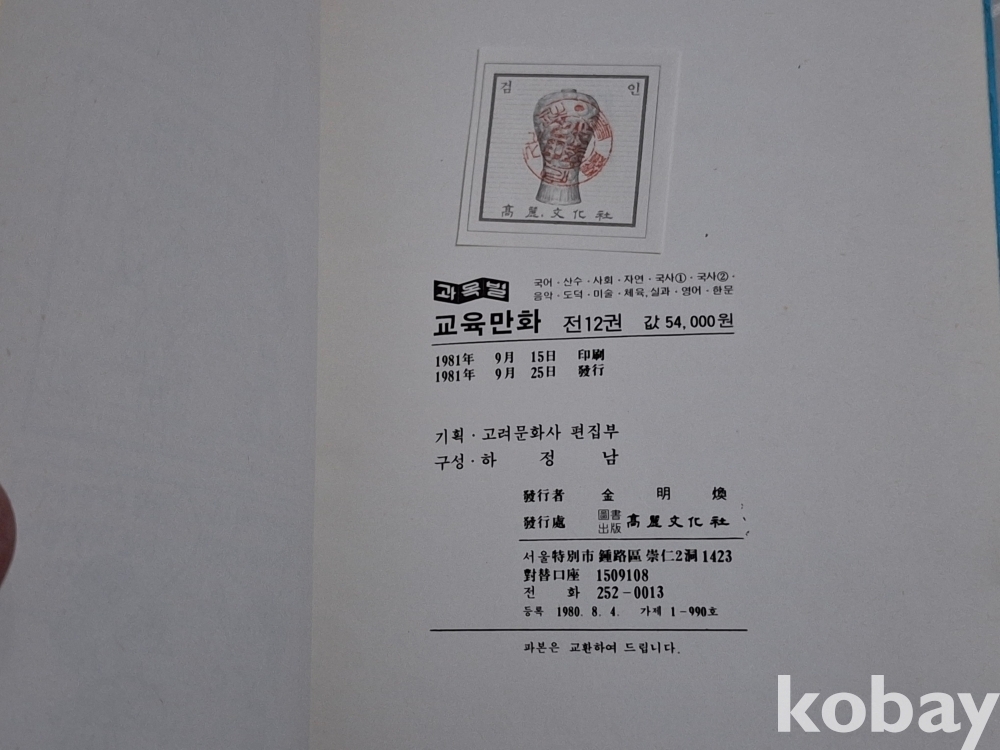 검 인
高麗文化社
과목별 국어·산수·사회·자연·국사①·국사②·
음악·도덕·미술·체육,실과·영어·한문
교육만화 전12권 값 54,000원
1981年 9月 15日 印刷
1981年 9月 25日 發行
기획·고려문화사 편집부
구성·하 정 남
發行者 金 明 煥
發行處 圖書出版 高麗文化社
서울特別市 鍾路區 崇仁2洞 1423
對替口座 1509108
전 화 252-0013
등록 1980. 8. 4. 가제 1-990호
파본은 교환하여 드립니다.
kobay